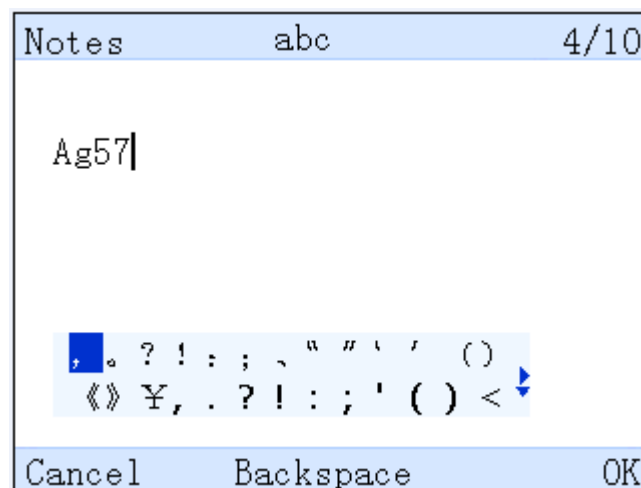 Notes abc 4/10
Ag57
，。？！：；、“ ” ‘ ’ （）
《》￥, . ? ! : ; ' ( ) <
Cancel Backspace OK